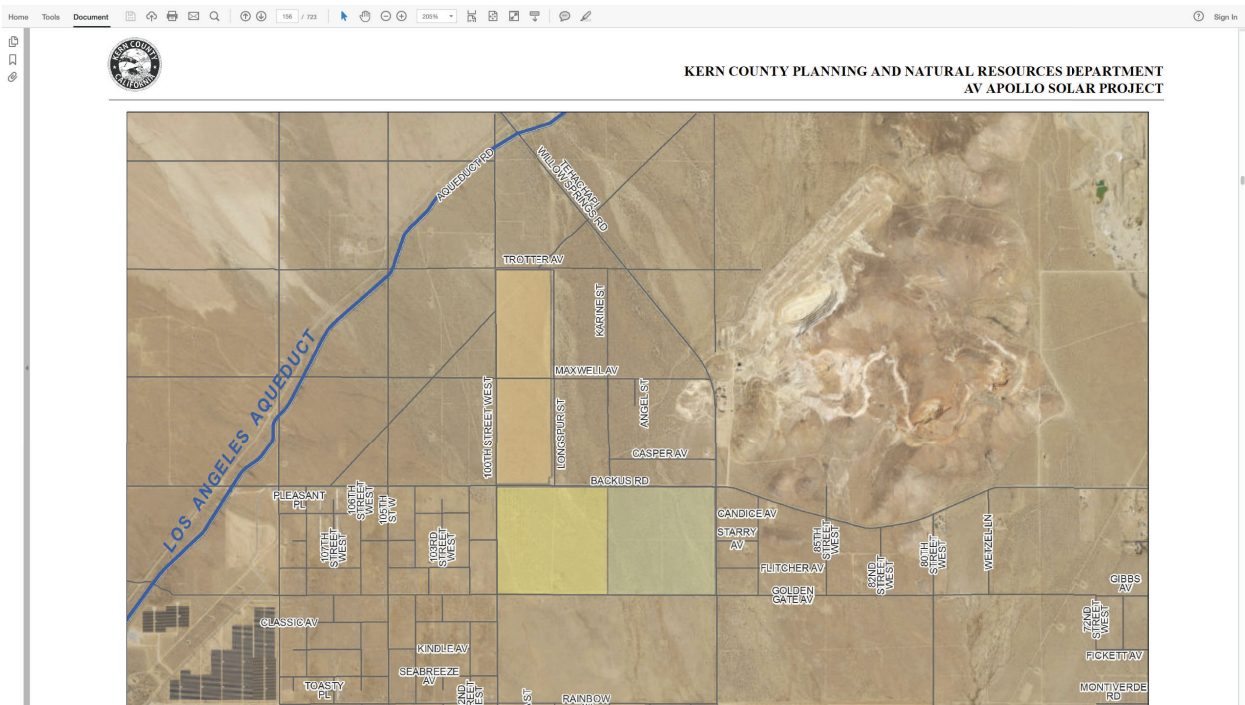 Home Tools Document 156 / 723 205% Sign In
KERN COUNTY
CALIFORNIA
KERN COUNTY PLANNING AND NATURAL RESOURCES DEPARTMENT
AV APOLLO SOLAR PROJECT
AQUEDUCT RD
TEHACHAPI
WILLOW SPRINGS RD
TROTTER AV
KARINE ST
LOS ANGELES AQUEDUCT
MAXWELL AV
100TH STREET WEST
LONGSPUR ST
ANGEL ST
CASPER AV
BACKUS RD
PLEASANT
PL
106TH
STREET
WEST
105TH
ST W
107TH
STREET
WEST
103RD
STREET
WEST
CANDICE AV
STARRY
AV
85TH
STREET
WEST
FLITCHER AV
82ND
STREET
WEST
80TH
STREET
WEST
WETZEL LN
GOLDEN
GATE AV
GIBBS
AV
72ND
STREET
WEST
CLASSIC AV
KINDLE AV
FICKETT AV
SEABREEZE
AV
TOASTY
PL
MONTIVERDE
RD
RAINBOW
ST